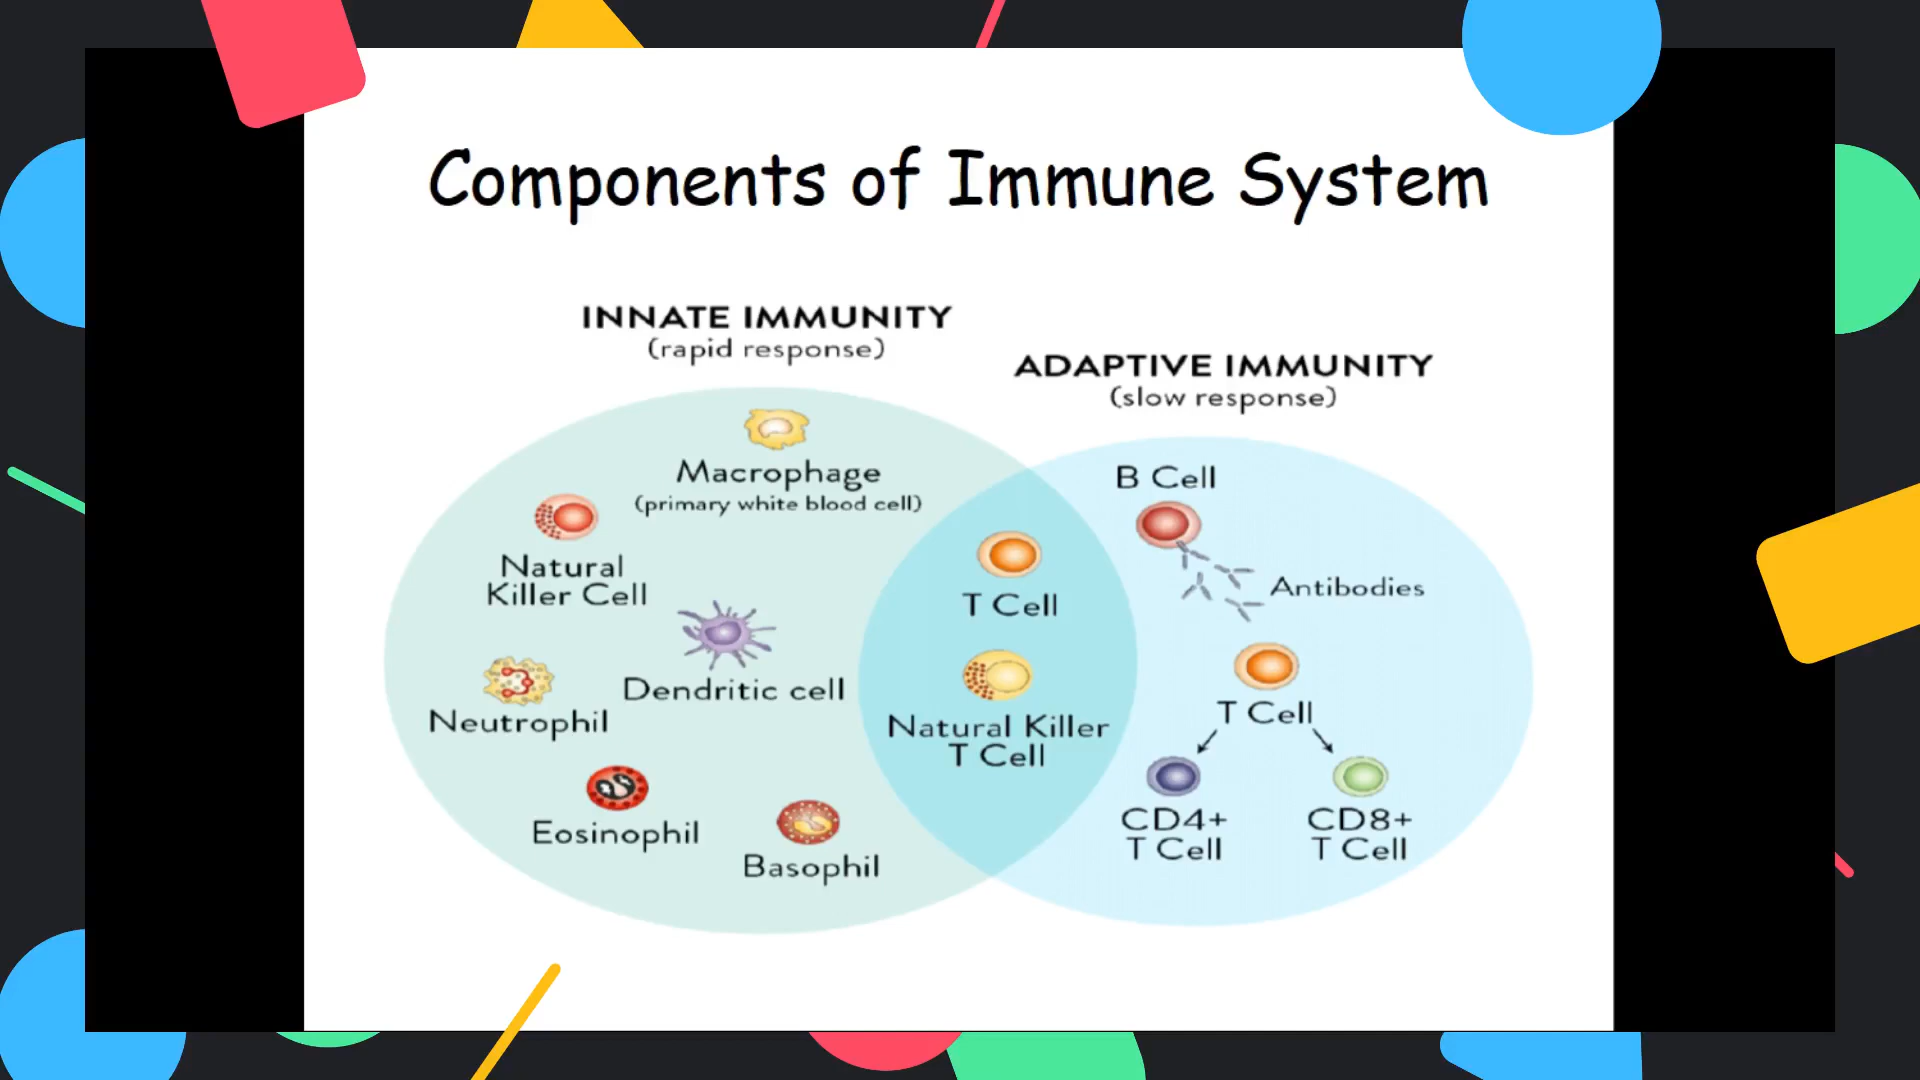 Components of Immune System
INNATE IMMUNITY
(rapid response)
ADAPTIVE IMMUNITY
(slow response)
Macrophage
(primary white blood cell)
Natural
Killer Cell
Dendritic cell
Neutrophil
Eosinophil
Basophil
T Cell
Natural Killer
T Cell
B Cell
Antibodies
T Cell
CD4+
T Cell
CD8+
T Cell